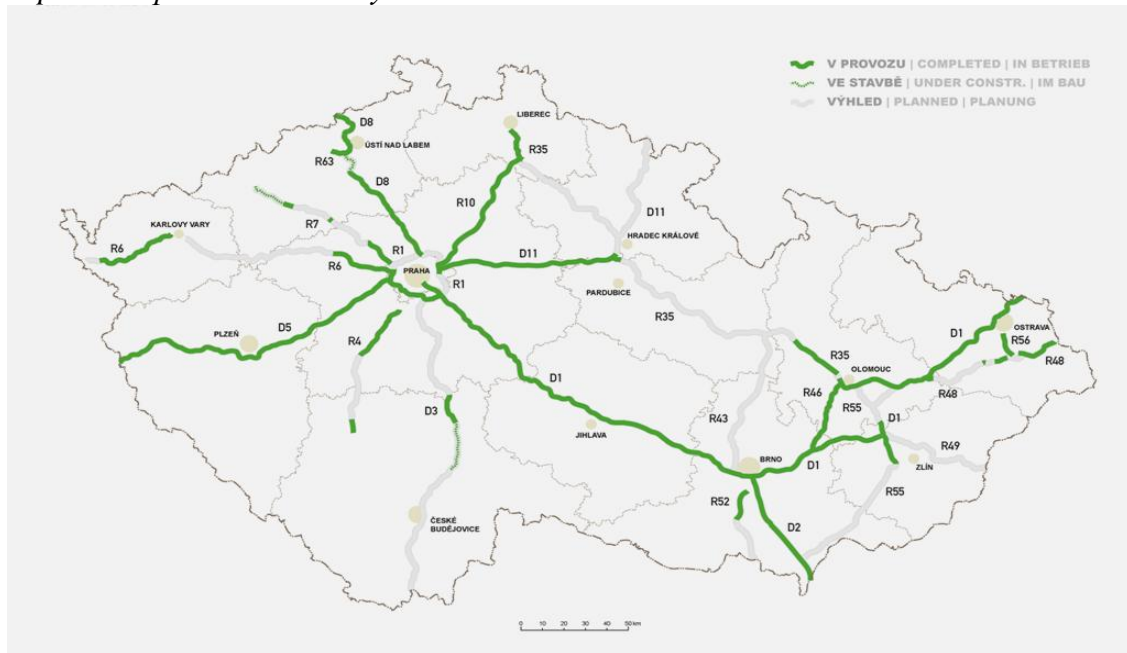 V PROVOZU | COMPLETED | IN BETRIEB
VE STAVBĚ | UNDER CONSTR. | IM BAU
VÝHLED | PLANNED | PLANUNG
D8
LIBEREC
ÚSTÍ NAD LABEM
R35
R63
D8
R10
D11
KARLOVY VARY
R7
HRADEC KRÁLOVÉ
R6
R1
D11
R6
PRAHA
R1
PARDUBICE
R35
D5
PLZEŇ
R4
D1
OSTRAVA
R56
R35
OLOMOUC
R48
D1
R48
R46
R55
D3
R43
D1
JIHLAVA
R49
BRNO
D1
ZLÍN
R55
R52
ČESKÉ
BUDĚJOVICE
D2
0 10 20 30 40 50 km